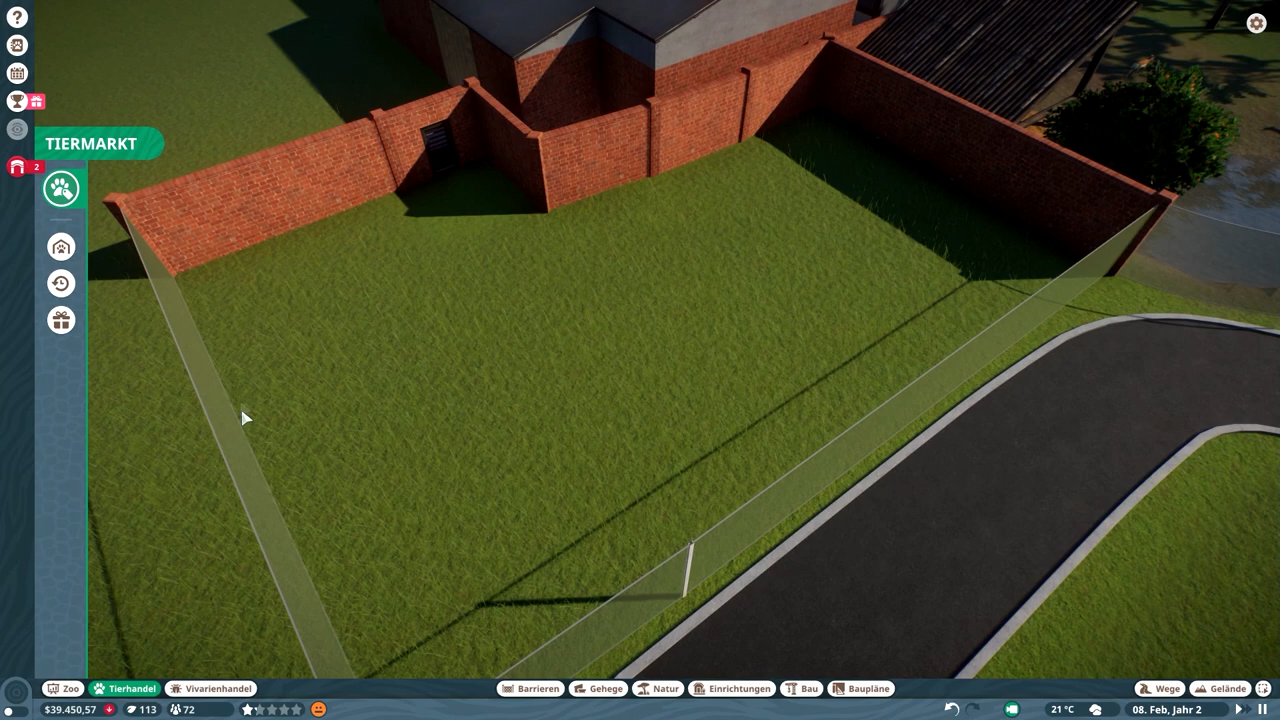 ?
TIERMARKT
2
Zoo
Tierhandel
Vivarienhandel
Barrieren
Gehege
Natur
Einrichtungen
Bau
Baupläne
Wege
Gelände
$39.450,57
113
72
21 °C
08. Feb, Jahr 2